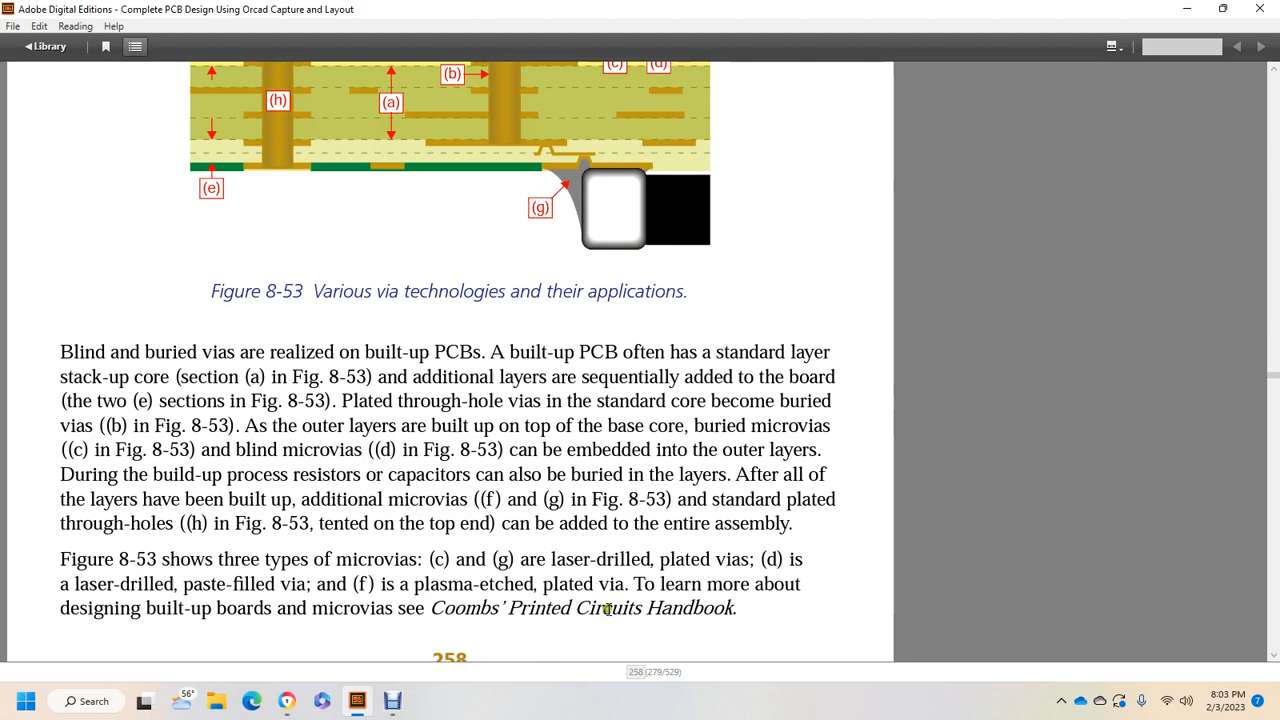 Adobe Digital Editions - Complete PCB Design Using Orcad Capture and Layout
File Edit Reading Help
Library
(b) (c) (d)
(h) (a)
(e)
(g)
Figure 8-53 Various via technologies and their applications.
Blind and buried vias are realized on built-up PCBs. A built-up PCB often has a standard layer
stack-up core (section (a) in Fig. 8-53) and additional layers are sequentially added to the board
(the two (e) sections in Fig. 8-53). Plated through-hole vias in the standard core become buried
vias ((b) in Fig. 8-53). As the outer layers are built up on top of the base core, buried microvias
((c) in Fig. 8-53) and blind microvias ((d) in Fig. 8-53) can be embedded into the outer layers.
During the build-up process resistors or capacitors can also be buried in the layers. After all of
the layers have been built up, additional microvias ((f) and (g) in Fig. 8-53) and standard plated
through-holes ((h) in Fig. 8-53, tented on the top end) can be added to the entire assembly.
Figure 8-53 shows three types of microvias: (c) and (g) are laser-drilled, plated vias; (d) is
a laser-drilled, paste-filled via; and (f) is a plasma-etched, plated via. To learn more about
designing built-up boards and microvias see Coombs' Printed Circuits Handbook.
258
258 (279/529)
56°
Search
8:03 PM
2/3/2023
7